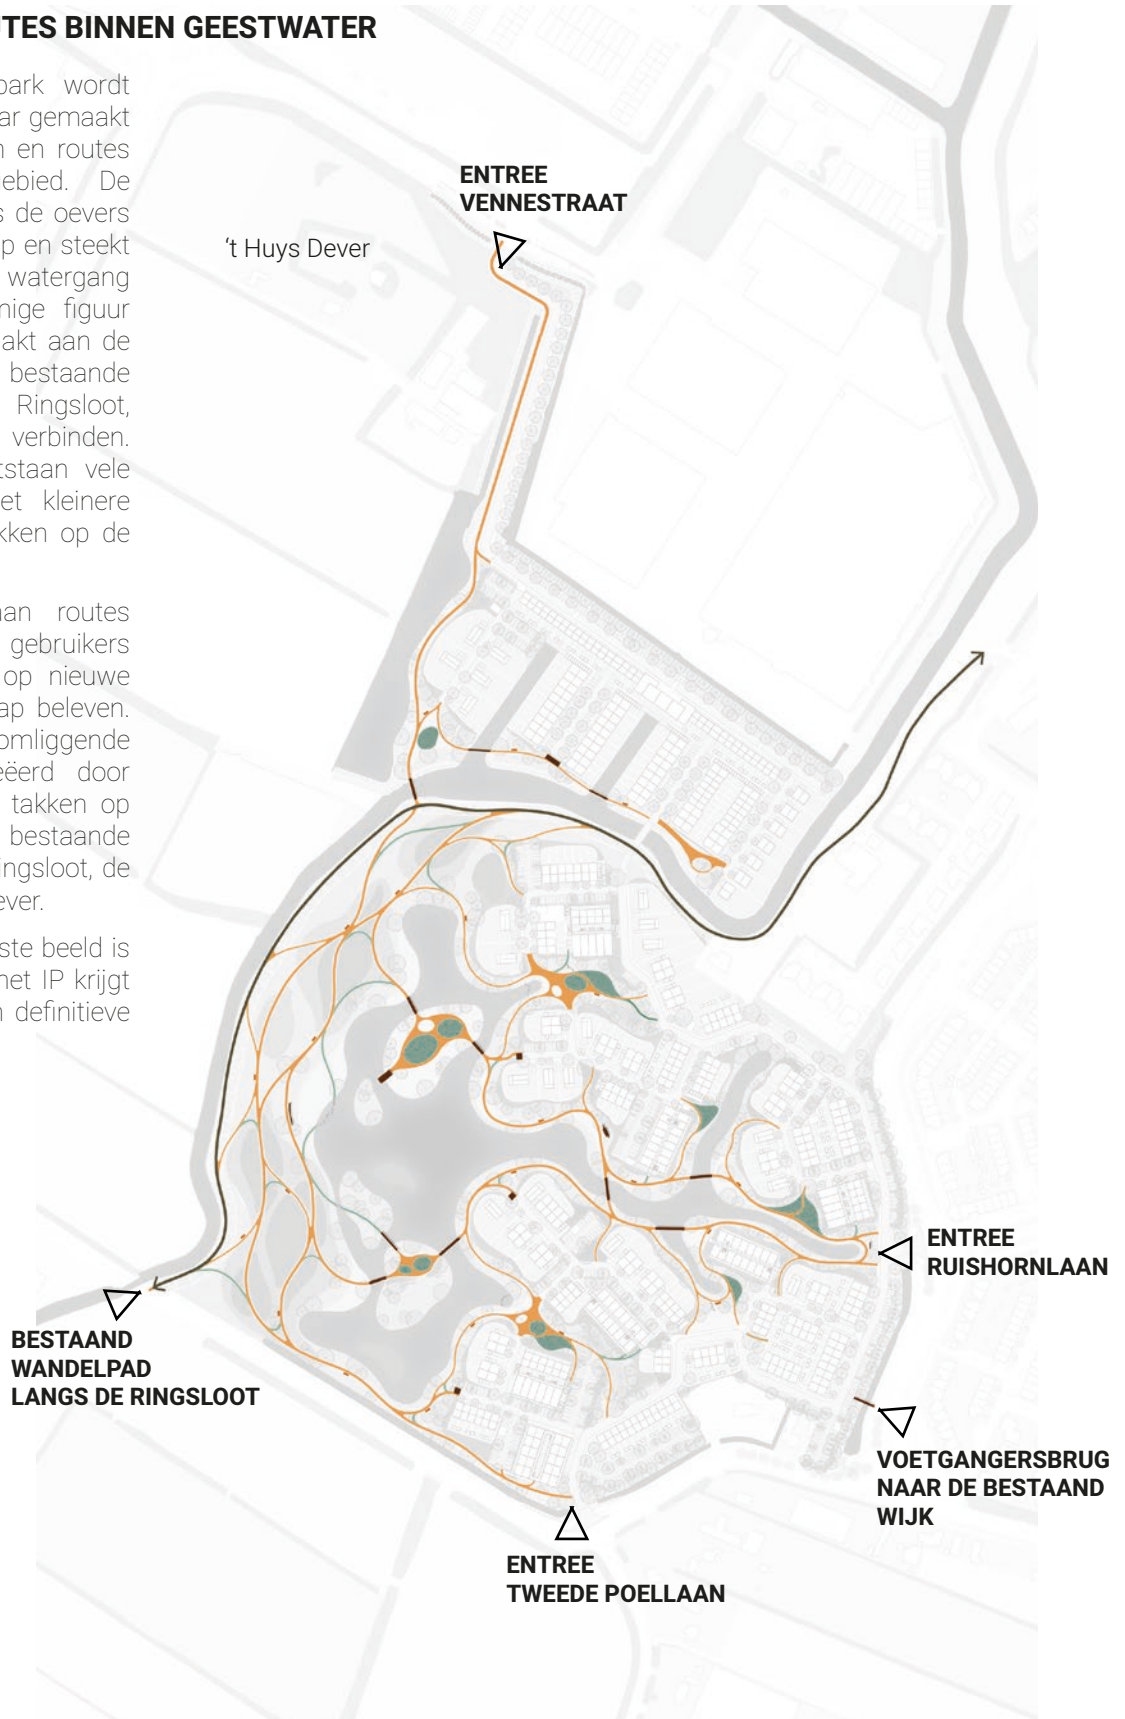 TES BINNEN GEESTWATER
park wordt
ar gemaakt
en routes
ebied. De
s de oevers
p en steekt
watergang
nige figuur
akt aan de
bestaande
Ringsloot,
verbinden.
tstaan vele
et kleinere
kken op de
an routes
gebruikers
op nieuwe
ap beleven.
omliggende
eëerd door
takken op
bestaande
ingsloot, de
ever.
ste beeld is
het IP krijgt
n definitieve
ENTREE
VENNESTRAAT
't Huys Dever
ENTREE
RUISHORNLAAN
BESTAAND
WANDELPAD
LANGS DE RINGSLOOT
VOETGANGERSBRUG
NAAR DE BESTAAND
WIJK
ENTREE
TWEEDE POELLAAN